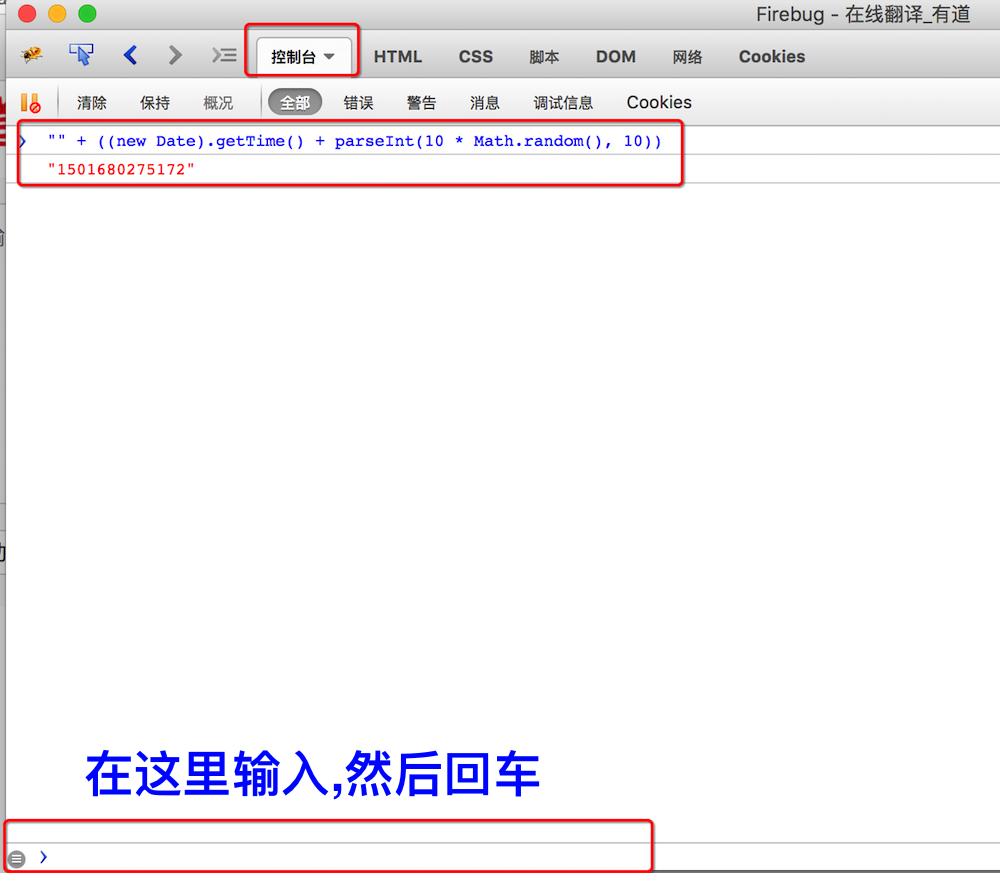 Firebug - 在线翻译_有道
控制台 HTML CSS 脚本 DOM 网络 Cookies
清除 保持 概况 全部 错误 警告 消息 调试信息 Cookies
"" + ((new Date).getTime() + parseInt(10 * Math.random(), 10))
"1501680275172"
在这里输入,然后回车